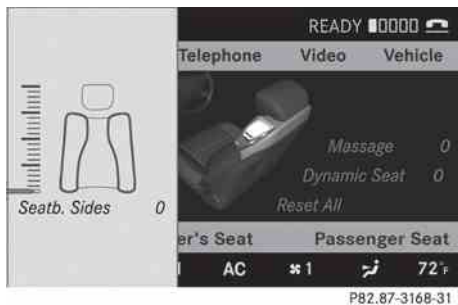 READY
Telephone Video Vehicle
Massage 0
Dynamic Seat 0
Seatb. Sides 0
Reset All
er's Seat Passenger Seat
AC 1 72°F
P82.87-3168-31